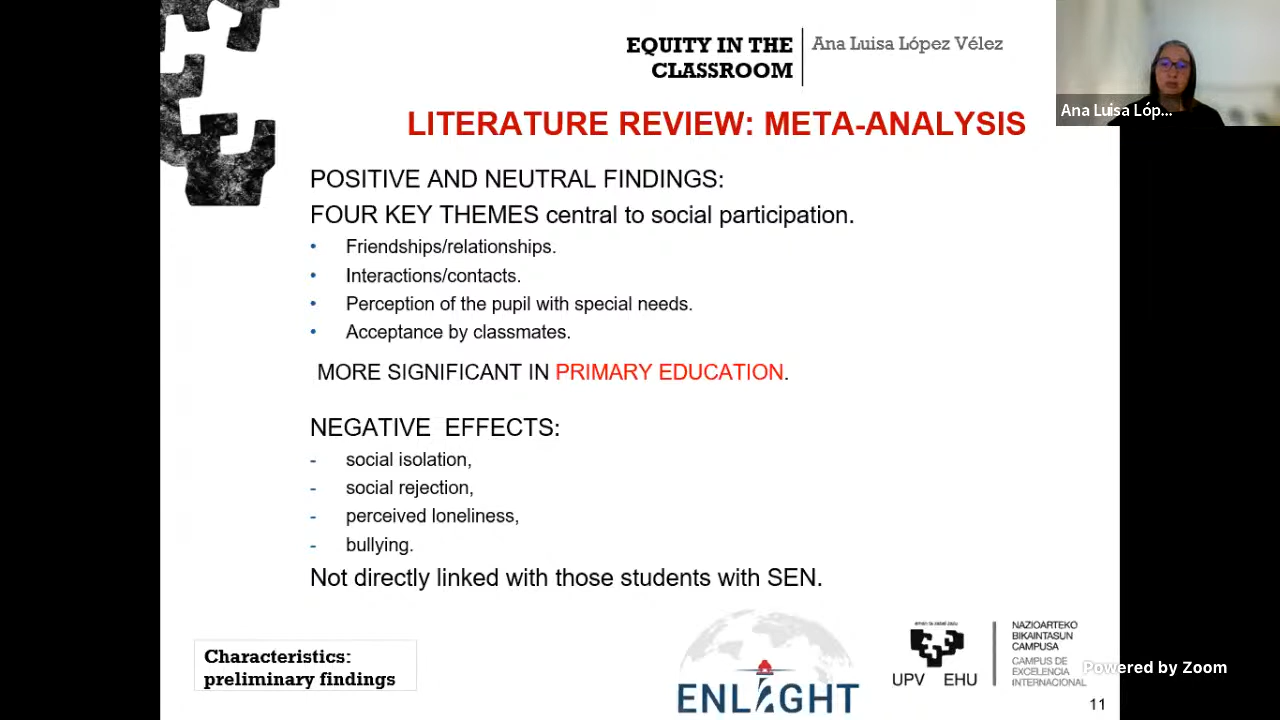 EQUITY IN THE
CLASSROOM
Ana Luisa López Vélez
Ana Luisa Lóp...
LITERATURE REVIEW: META-ANALYSIS
POSITIVE AND NEUTRAL FINDINGS:
FOUR KEY THEMES central to social participation.
• Friendships/relationships.
• Interactions/contacts.
• Perception of the pupil with special needs.
• Acceptance by classmates.
MORE SIGNIFICANT IN PRIMARY EDUCATION.
NEGATIVE EFFECTS:
- social isolation,
- social rejection,
- perceived loneliness,
- bullying.
Not directly linked with those students with SEN.
Characteristics:
preliminary findings
ENLIGHT
UPV EHU
NAZIOARTEKO
BIKAINTASUN
CAMPUSA
CAMPUS DE
EXCELENCIA
INTERNACIONAL
Powered by Zoom
11